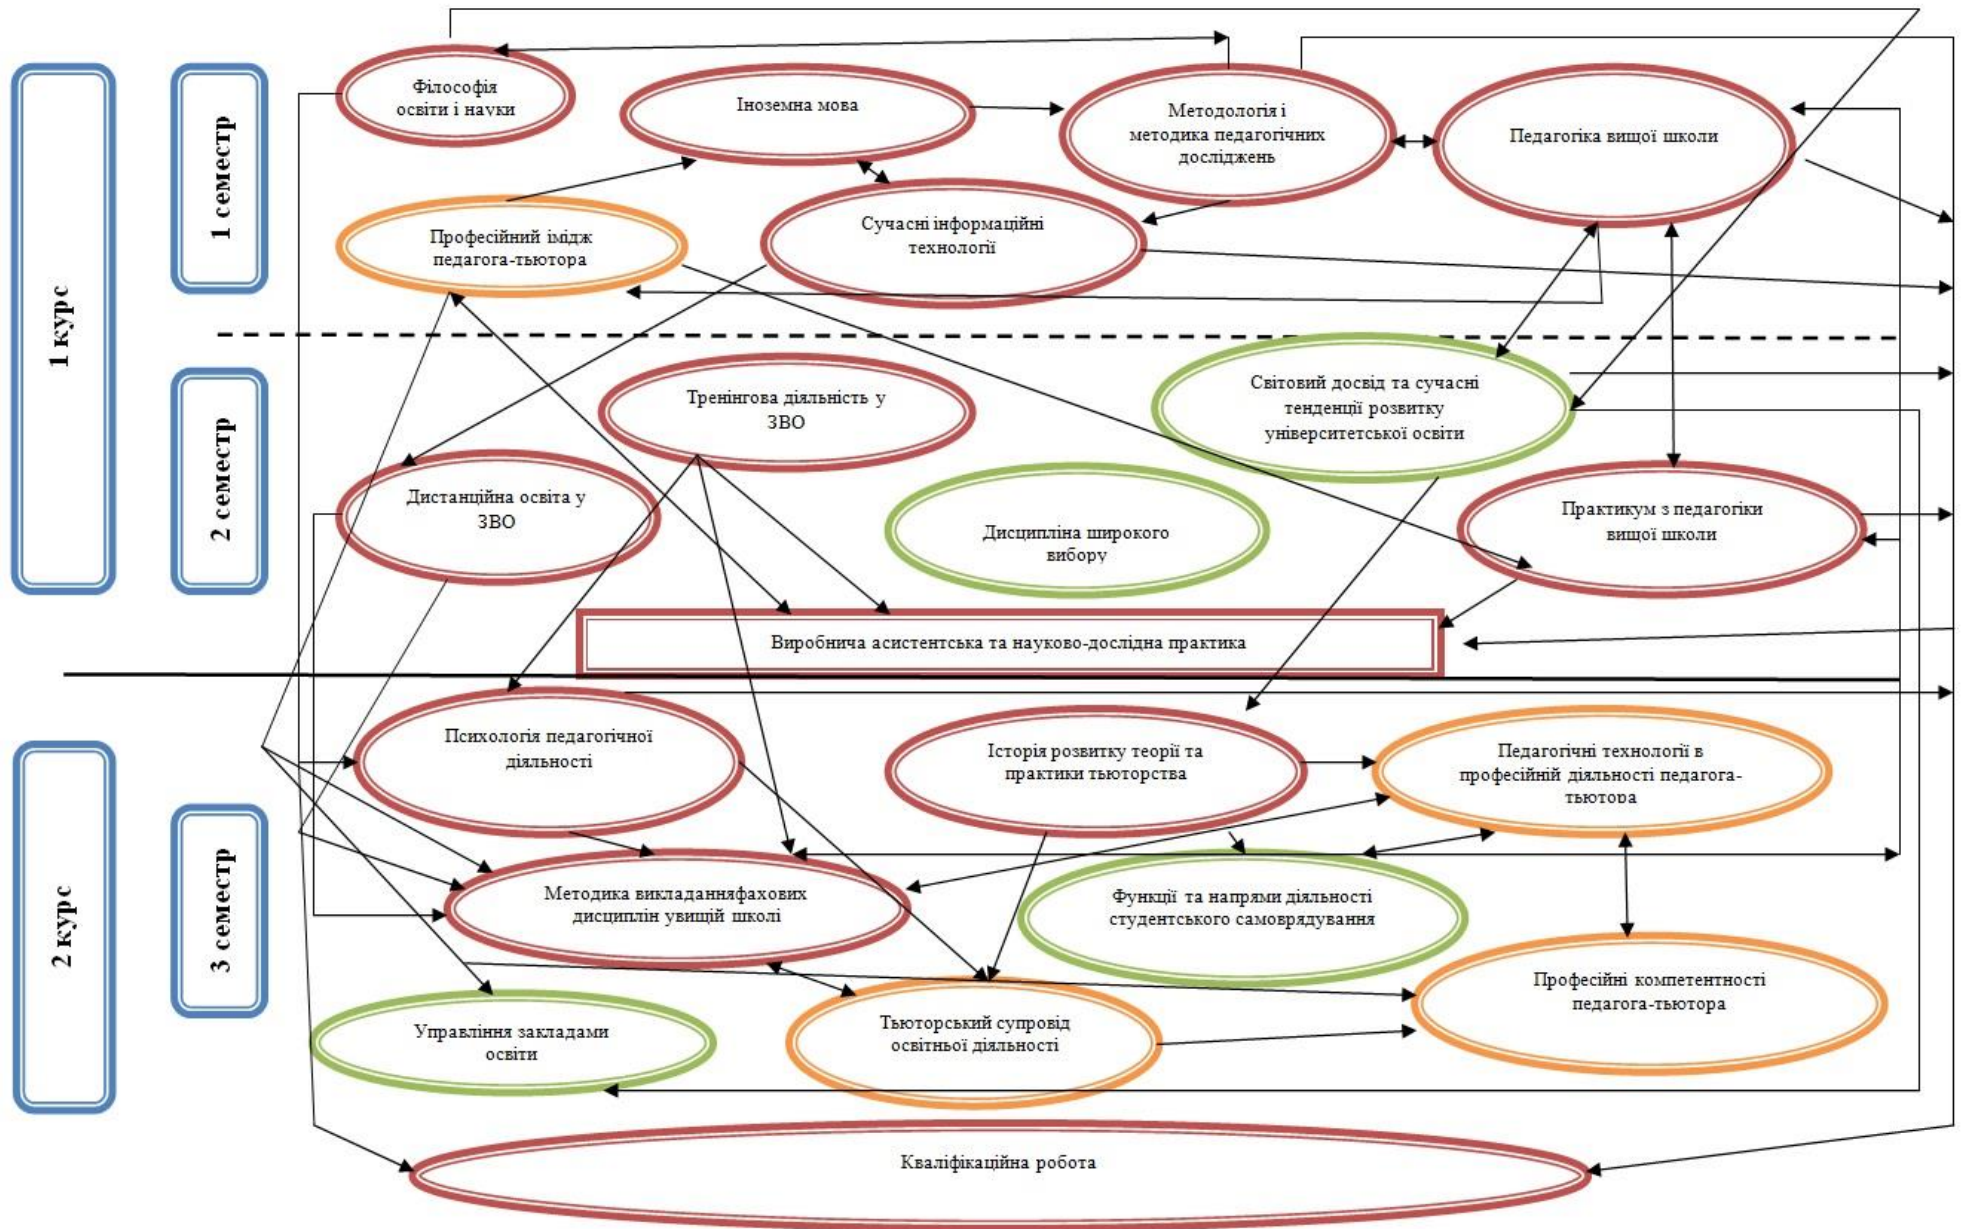 1 курс
1 семестр
Філософія
освіти і науки
Іноземна мова
Методологія і
методика педагогічних
досліджень
Педагогіка вищої школи
Професійний імідж
педагога-тьютора
Сучасні інформаційні
технології
2 семестр
Тренінгова діяльність у
ЗВО
Світовий досвід та сучасні
тенденції розвитку
університетської освіти
Дистанційна освіта у
ЗВО
Дисципліна широкого
вибору
Практикум з педагогіки
вищої школи
Виробнича асистентська та науково-дослідна практика
2 курс
3 семестр
Психологія педагогічної
діяльності
Історія розвитку теорії та
практики тьюторства
Педагогічні технології в
професійній діяльності педагога-
тьютора
Методика викладанняфахових
дисциплін увищій школі
Функції та напрями діяльності
студентського самоврядування
Професійні компетентності
педагога-тьютора
Управління закладами
освіти
Тьюторський супровід
освітньої діяльності
Кваліфікаційна робота